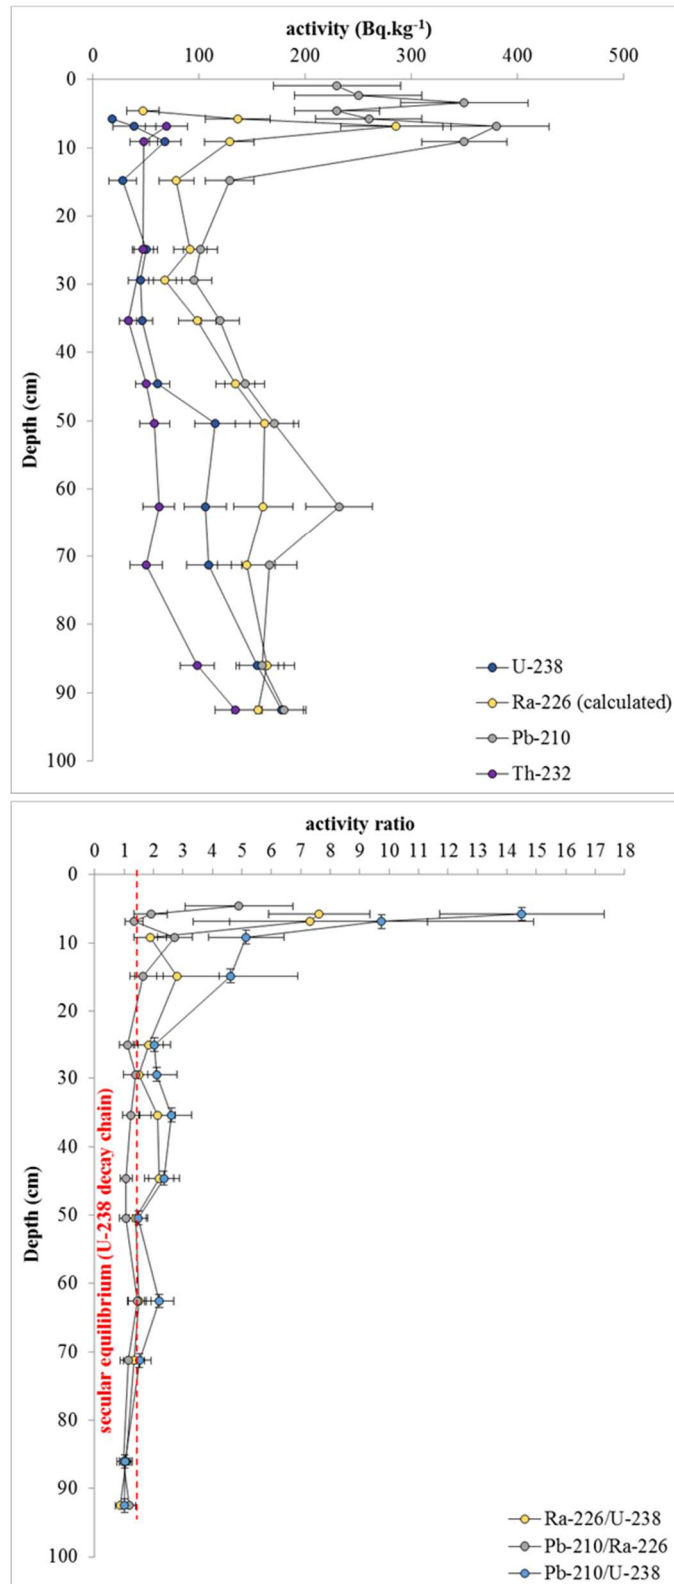 activity (Bq.kg⁻¹)
0 100 200 300 400 500
0
10
20
30
40
50
60
70
80
90
100
Depth (cm)
U-238
Ra-226 (calculated)
Pb-210
Th-232
activity ratio
0 1 2 3 4 5 6 7 8 9 10 11 12 13 14 15 16 17 18
0
10
20
30
40
50
60
70
80
90
100
Depth (cm)
secular equilibrium (U-238 decay chain)
Ra-226/U-238
Pb-210/Ra-226
Pb-210/U-238